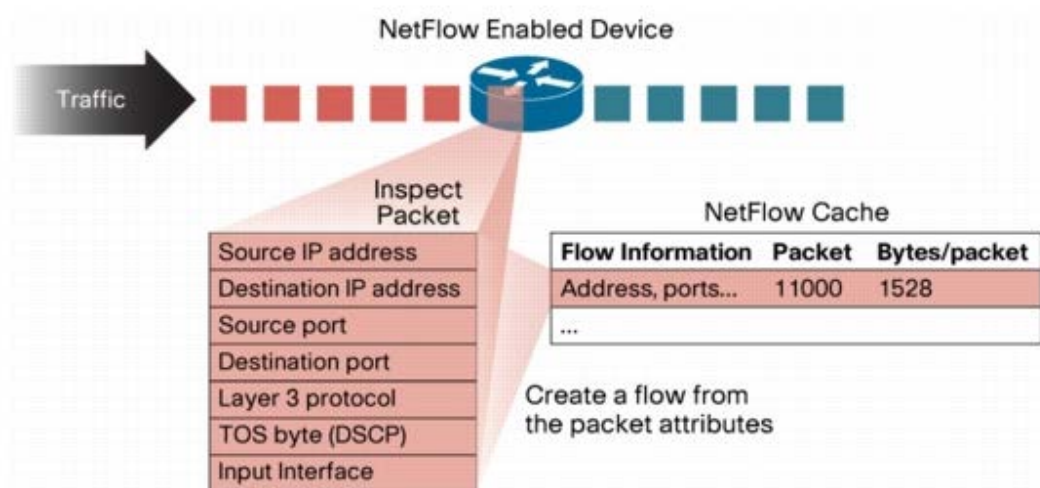 NetFlow Enabled Device
Traffic
Inspect
Packet
Source IP address
Destination IP address
Source port
Destination port
Layer 3 protocol
TOS byte (DSCP)
Input Interface
NetFlow Cache
Flow Information Packet Bytes/packet
Address, ports... 11000 1528
...
Create a flow from
the packet attributes